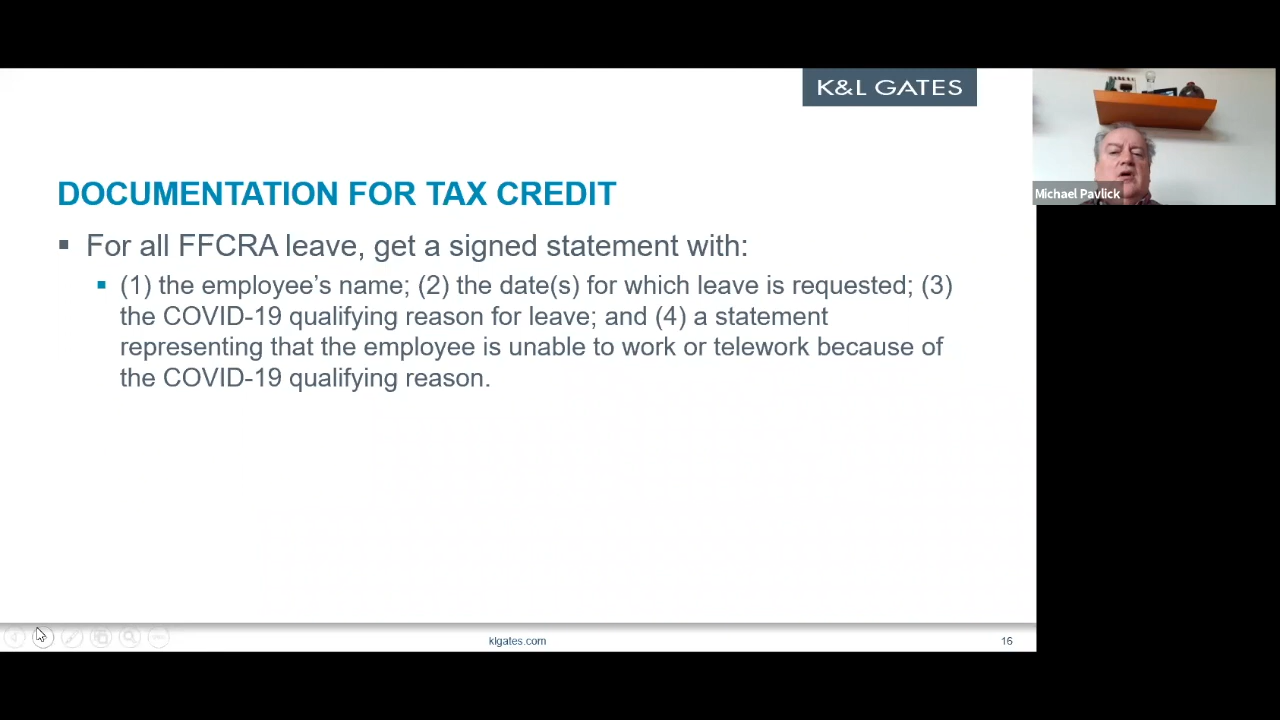 K&L GATES
Michael Pavlick
DOCUMENTATION FOR TAX CREDIT
▪ For all FFCRA leave, get a signed statement with:
▪ (1) the employee’s name; (2) the date(s) for which leave is requested; (3)
the COVID-19 qualifying reason for leave; and (4) a statement
representing that the employee is unable to work or telework because of
the COVID-19 qualifying reason.
klgates.com
16